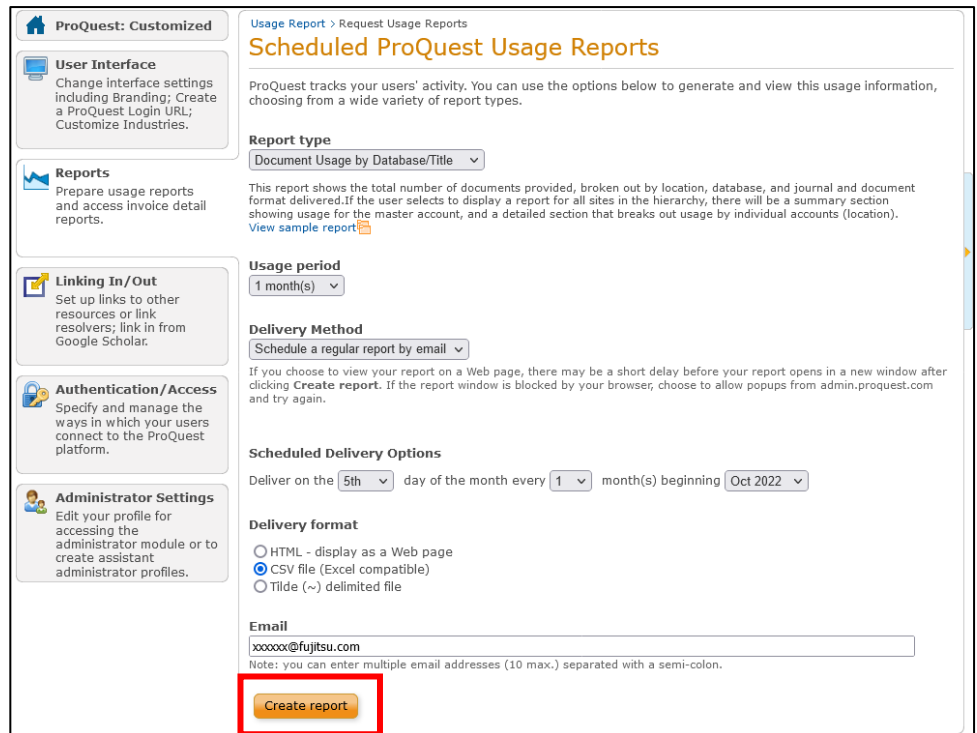 ProQuest: Customized
User Interface
Change interface settings
including Branding; Create
a ProQuest Login URL;
Customize Industries.
Reports
Prepare usage reports
and access invoice detail
reports.
Linking In/Out
Set up links to other
resources or link
resolvers; link in from
Google Scholar.
Authentication/Access
Specify and manage the
ways in which your users
connect to the ProQuest
platform.
Administrator Settings
Edit your profile for
accessing the
administrator module or to
create assistant
administrator profiles.
Usage Report > Request Usage Reports
Scheduled ProQuest Usage Reports
ProQuest tracks your users' activity. You can use the options below to generate and view this usage information,
choosing from a wide variety of report types.
Report type
Document Usage by Database/Title
This report shows the total number of documents provided, broken out by location, database, and journal and document
format delivered.If the user selects to display a report for all sites in the hierarchy, there will be a summary section
showing usage for the master account, and a detailed section that breaks out usage by individual accounts (location).
View sample report
Usage period
1 month(s)
Delivery Method
Schedule a regular report by email
If you choose to view your report on a Web page, there may be a short delay before your report opens in a new window after
clicking Create report. If the report window is blocked by your browser, choose to allow popups from admin.proquest.com
and try again.
Scheduled Delivery Options
Deliver on the 5th day of the month every 1 month(s) beginning Oct 2022
Delivery format
HTML - display as a Web page
CSV file (Excel compatible)
Tilde (~) delimited file
Email
xxxxxx@fujitsu.com
Note: you can enter multiple email addresses (10 max.) separated with a semi-colon.
Create report